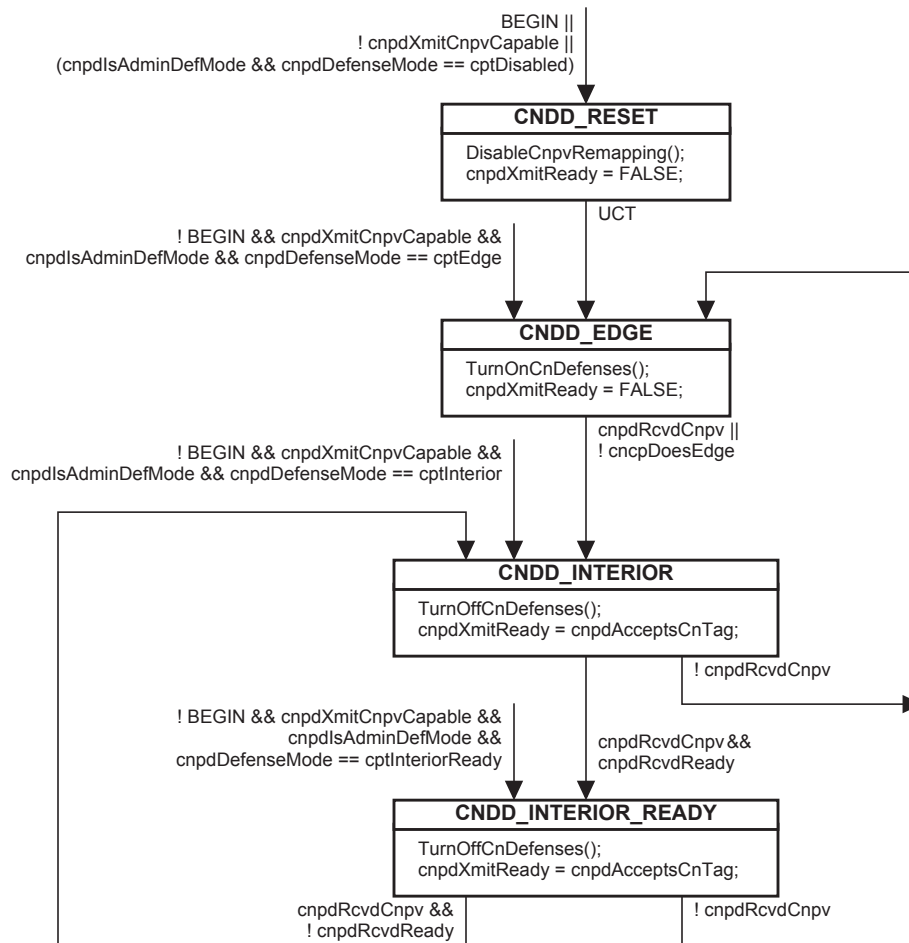 BEGIN ||
! cnpdXmitCnpvCapable ||
(cnpdIsAdminDefMode && cnpdDefenseMode == cptDisabled)
CNDD_RESET
DisableCnpvRemapping();
cnpdXmitReady = FALSE;
UCT
! BEGIN && cnpdXmitCnpvCapable &&
cnpdIsAdminDefMode && cnpdDefenseMode == cptEdge
CNDD_EDGE
TurnOnCnDefenses();
cnpdXmitReady = FALSE;
cnpdRcvdCnpv ||
! cncpDoesEdge
! BEGIN && cnpdXmitCnpvCapable &&
cnpdIsAdminDefMode && cnpdDefenseMode == cptInterior
CNDD_INTERIOR
TurnOffCnDefenses();
cnpdXmitReady = cnpdAcceptsCnTag;
! cnpdRcvdCnpv
! BEGIN && cnpdXmitCnpvCapable &&
cnpdIsAdminDefMode &&
cnpdDefenseMode == cptInteriorReady
cnpdRcvdCnpv &&
cnpdRcvdReady
CNDD_INTERIOR_READY
TurnOffCnDefenses();
cnpdXmitReady = cnpdAcceptsCnTag;
cnpdRcvdCnpv &&
! cnpdRcvdReady
! cnpdRcvdCnpv